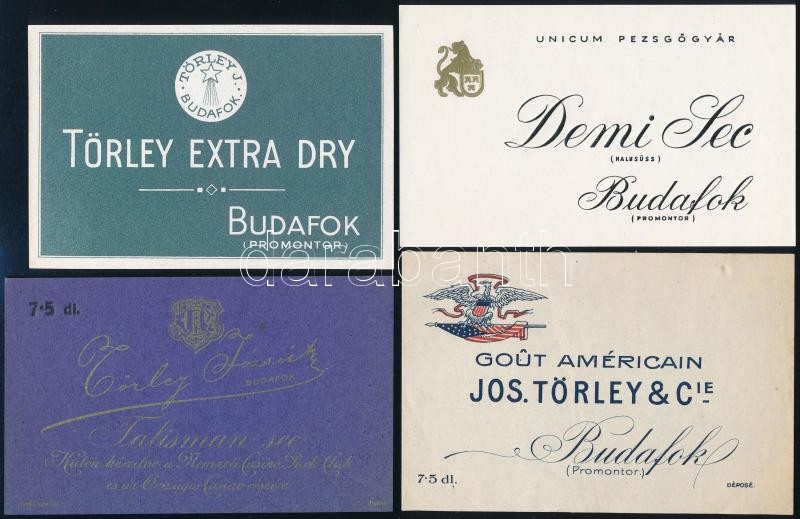 TÖRLEY J.
BUDAFOK.
TÖRLEY EXTRA DRY
BUDAFOK
(PROMONTOR)
UNICUM PEZSGŐGYÁR
Demi Sec
(HALBSÜSS)
Budafok
(PROMONTOR)
7·5 dl.
Törley József
BUDAFOK
Talisman sec
Külön készítve a Nemzeti Casino Park Club
és az Országos Casino részére.
GOÛT AMÉRICAIN
JOS. TÖRLEY & CIE
Budafok
(Promontor.)
7·5 dl.
DÉPOSÉ.
darabanth